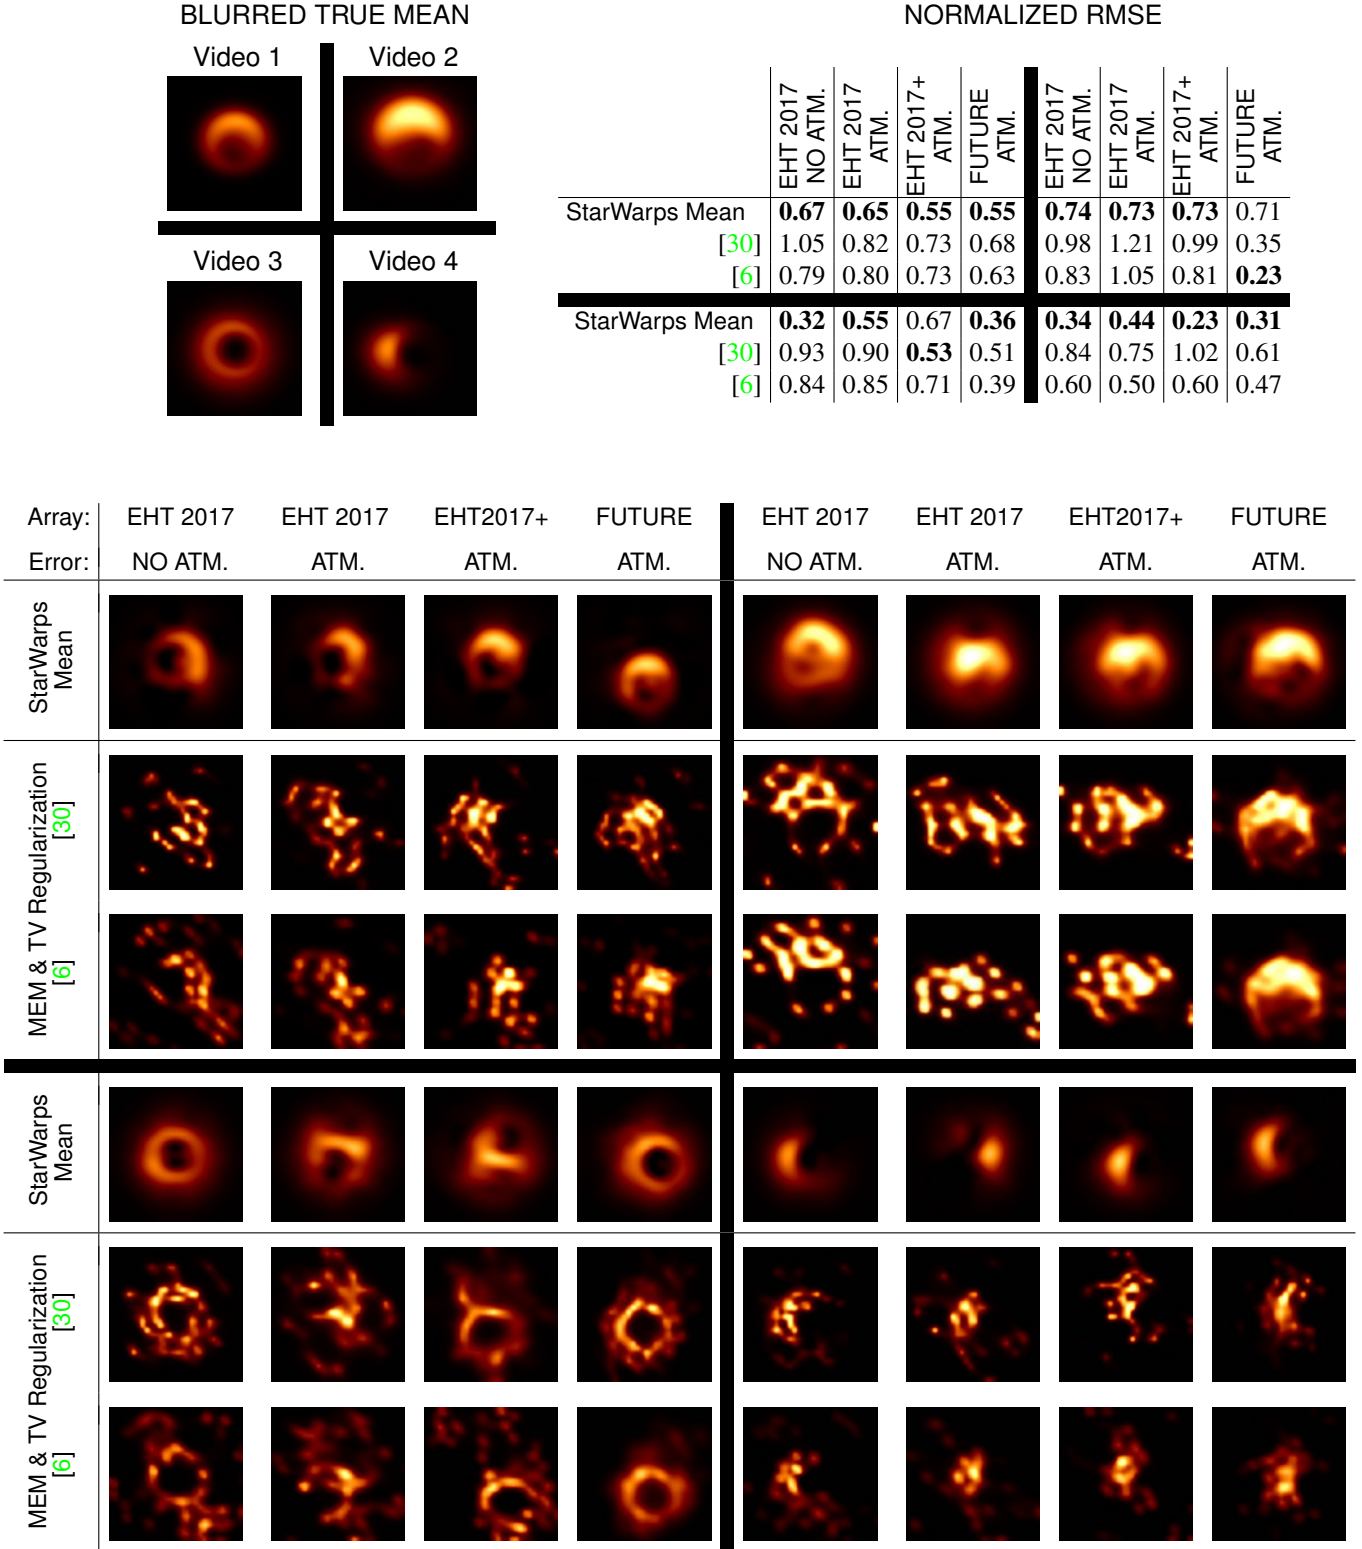 BLURRED TRUE MEAN
Video 1
Video 2
Video 3
Video 4
NORMALIZED RMSE
EHT 2017 NO ATM.
EHT 2017 ATM.
EHT 2017+ ATM.
FUTURE ATM.
EHT 2017 NO ATM.
EHT 2017 ATM.
EHT 2017+ ATM.
FUTURE ATM.
StarWarps Mean 0.67 0.65 0.55 0.55 0.74 0.73 0.73 0.71
[30] 1.05 0.82 0.73 0.68 0.98 1.21 0.99 0.35
[6] 0.79 0.80 0.73 0.63 0.83 1.05 0.81 0.23
StarWarps Mean 0.32 0.55 0.67 0.36 0.34 0.44 0.23 0.31
[30] 0.93 0.90 0.53 0.51 0.84 0.75 1.02 0.61
[6] 0.84 0.85 0.71 0.39 0.60 0.50 0.60 0.47
Array: EHT 2017 EHT 2017 EHT2017+ FUTURE EHT 2017 EHT 2017 EHT2017+ FUTURE
Error: NO ATM. ATM. ATM. ATM. NO ATM. ATM. ATM. ATM.
StarWarps
Mean
MEM & TV Regularization
[6] [30]
StarWarps
Mean
MEM & TV Regularization
[6] [30]